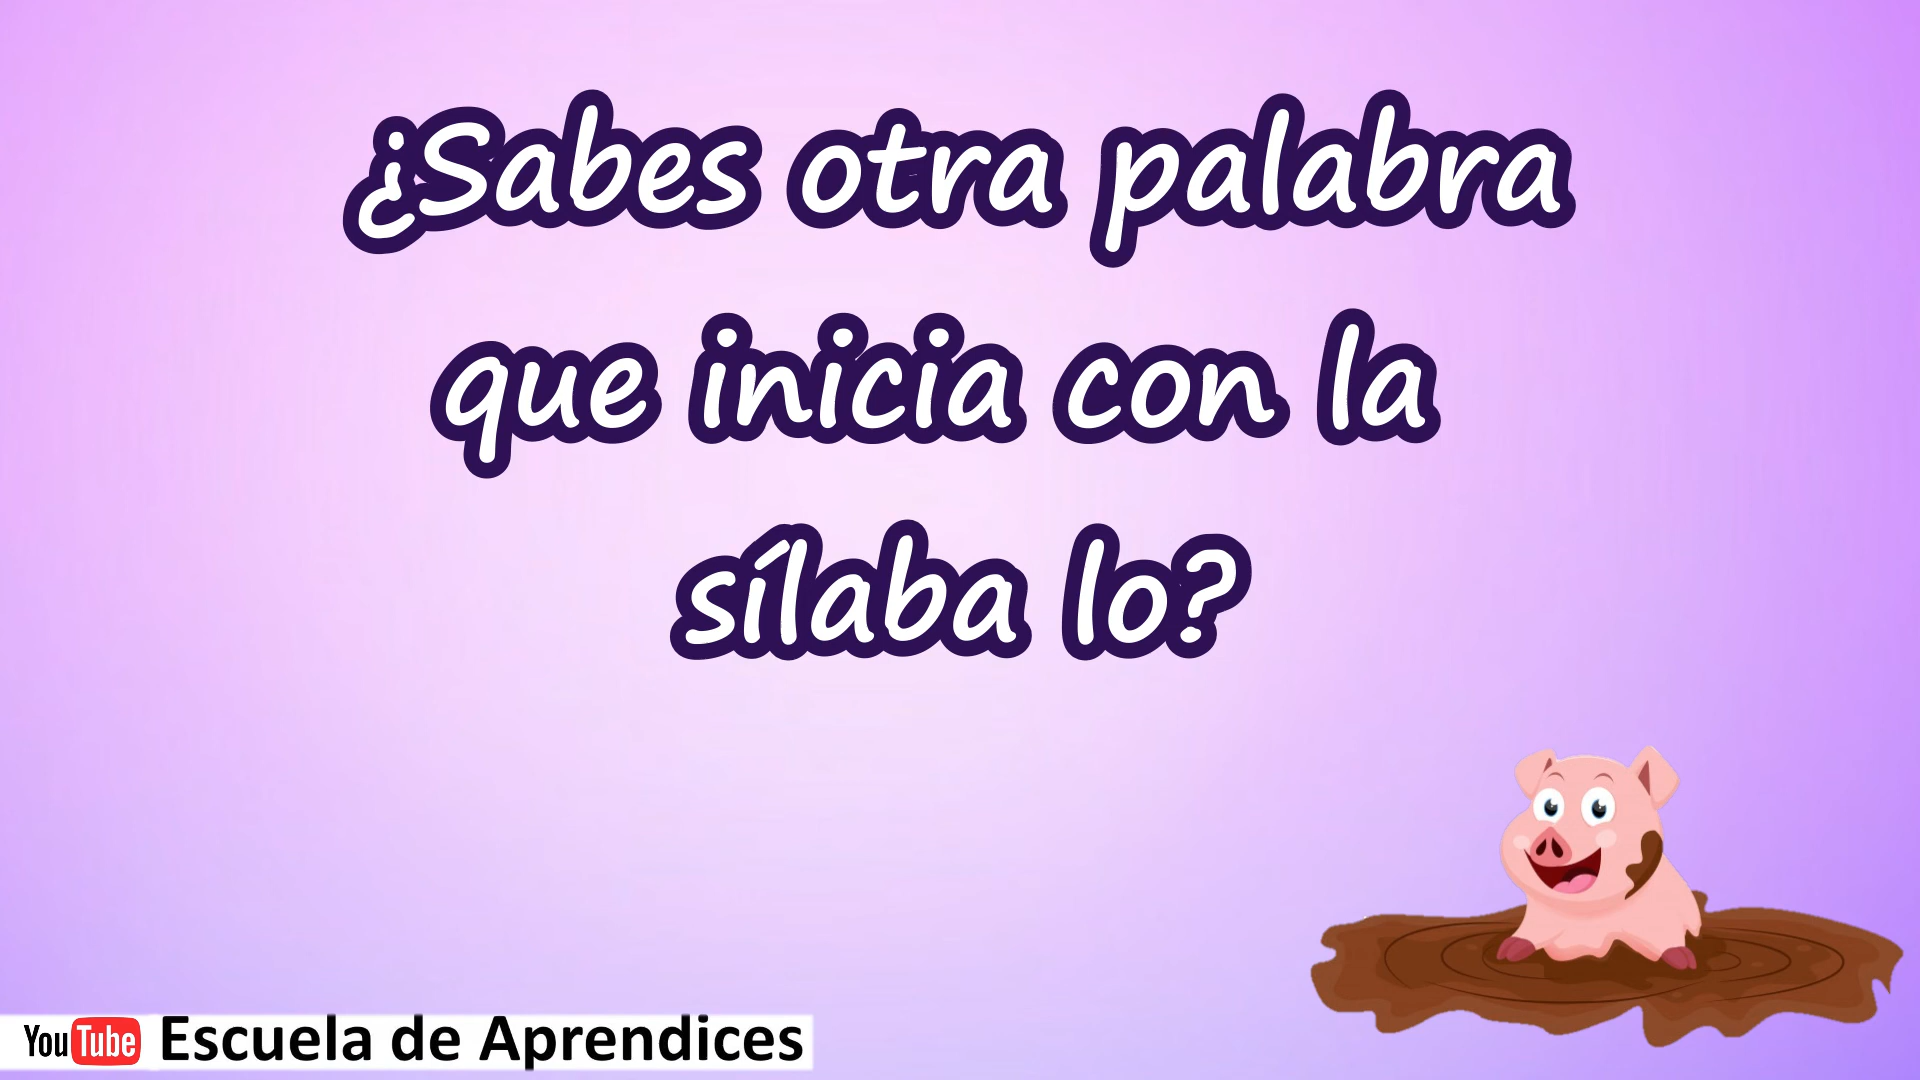 ¿Sabes otra palabra
que inicia con la
sílaba lo?
YouTube Escuela de Aprendices